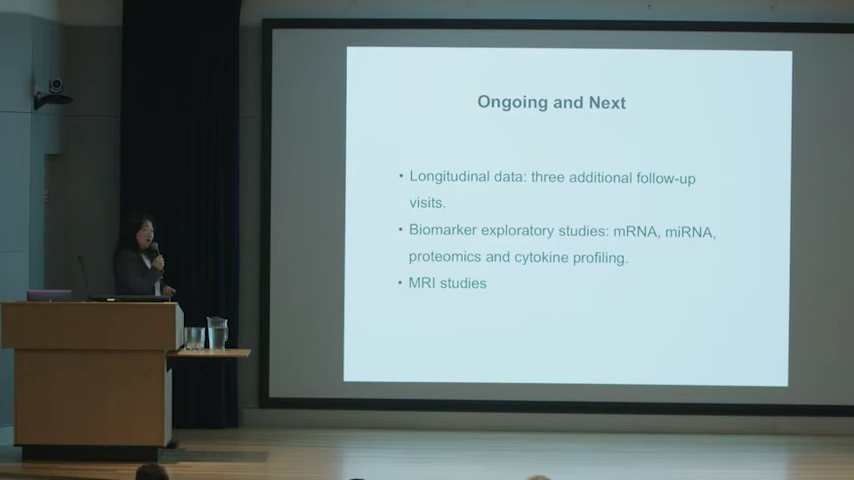 Ongoing and Next
• Longitudinal data: three additional follow-up
visits.
• Biomarker exploratory studies: mRNA, miRNA,
proteomics and cytokine profiling.
• MRI studies